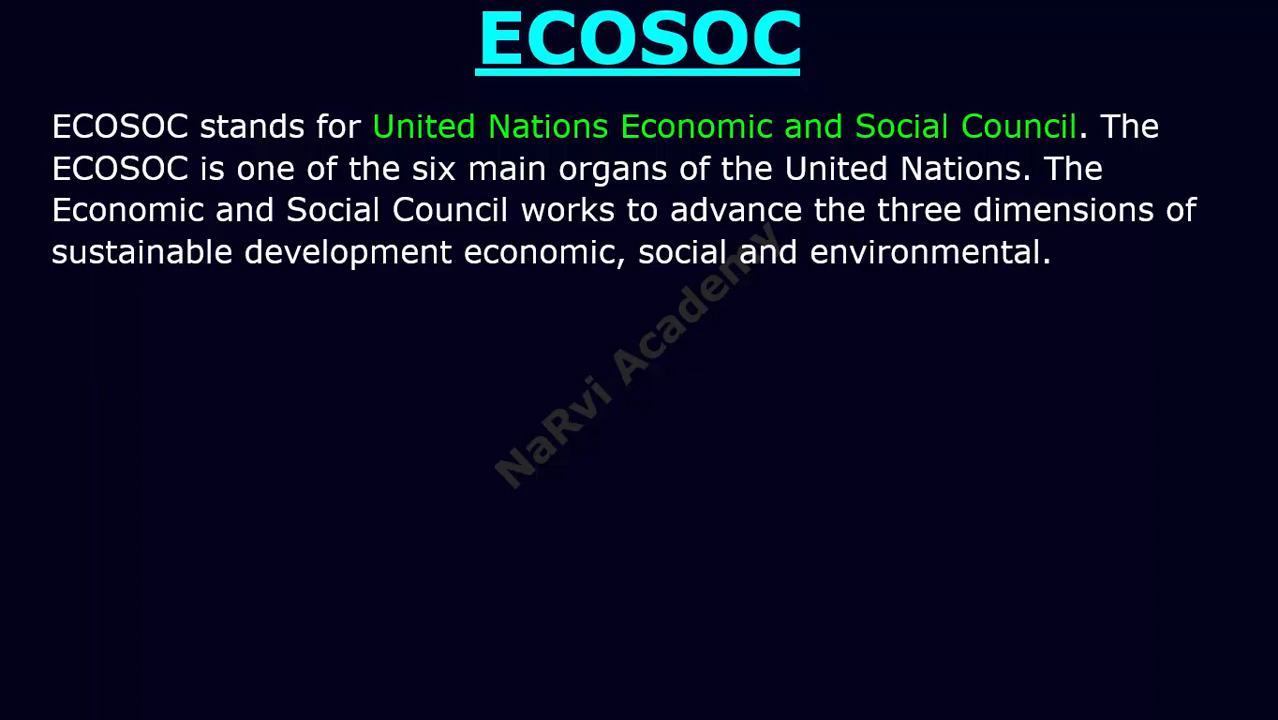 ECOSOC
ECOSOC stands for United Nations Economic and Social Council. The
ECOSOC is one of the six main organs of the United Nations. The
Economic and Social Council works to advance the three dimensions of
sustainable development economic, social and environmental.
NaRvi Academy